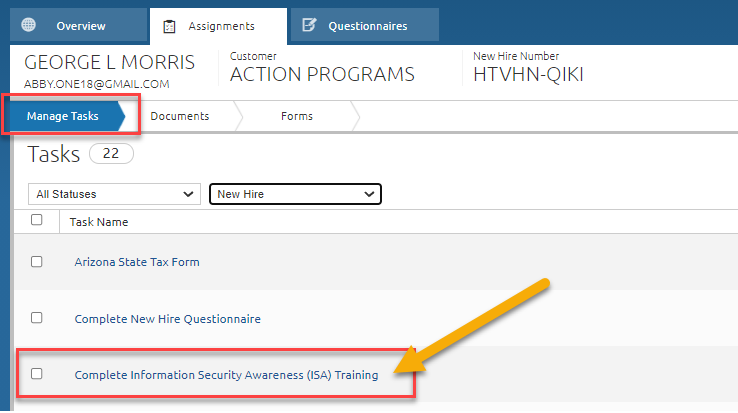 Overview
Assignments
Questionnaires
GEORGE L MORRIS
ABBY.ONE18@GMAIL.COM
Customer
ACTION PROGRAMS
New Hire Number
HTVHN-QIKI
Manage Tasks
Documents
Forms
Tasks 22
All Statuses
New Hire
Task Name
Arizona State Tax Form
Complete New Hire Questionnaire
Complete Information Security Awareness (ISA) Training